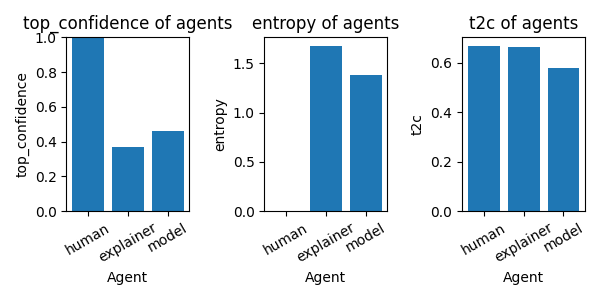 top_confidence of agents
top_confidence
1.0
0.8
0.6
0.4
0.2
0.0
human
explainer
model
Agent
entropy of agents
entropy
1.5
1.0
0.5
0.0
human
explainer
model
Agent
t2c of agents
t2c
0.6
0.4
0.2
0.0
human
explainer
model
Agent